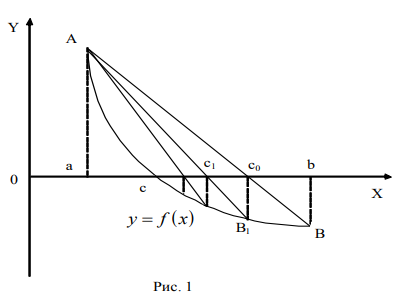 Y
A
a
c
c₁
c₀
b
0
X
y = f(x)
B₁
B
Рис. 1